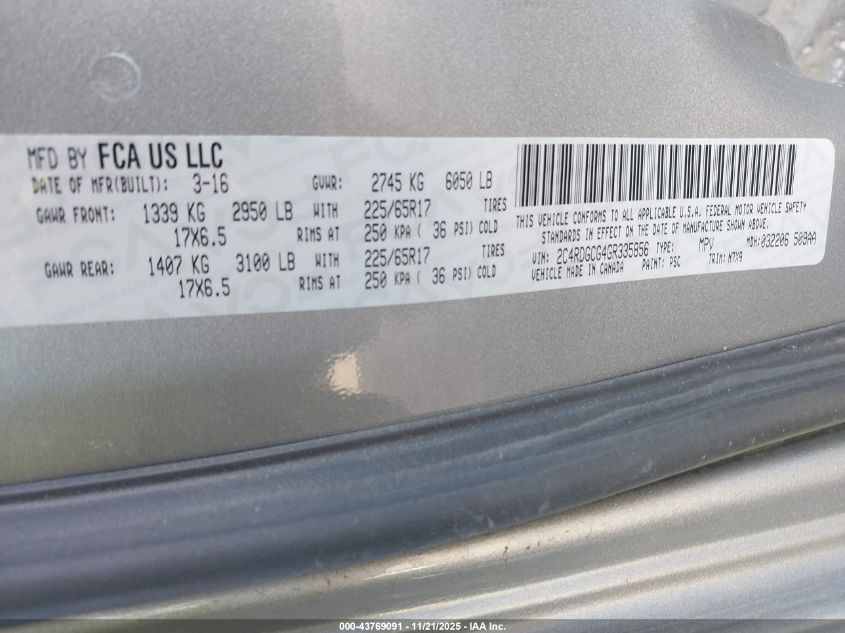 MFD BY FCA US LLC
DATE OF MFR(BUILT): 3-16 GVWR: 2745 KG 6050 LB
GAWR FRONT: 1339 KG 2950 LB WITH 225/65R17 TIRES
17X6.5 RIMS AT 250 KPA ( 36 PSI) COLD
GAWR REAR: 1407 KG 3100 LB WITH 225/65R17 TIRES
17X6.5 RIMS AT 250 KPA ( 36 PSI) COLD
THIS VEHICLE CONFORMS TO ALL APPLICABLE U.S.A. FEDERAL MOTOR VEHICLE SAFETY
STANDARDS IN EFFECT ON THE DATE OF MANUFACTURE SHOWN ABOVE.
VIN: 2C4RDGCG4GR335856 TYPE: MPV MDH: 032206 509AA
VEHICLE MADE IN CANADA PAINT: PSC TRIM: M7X9
000-43769091 - 11/21/2025 - IAA Inc.